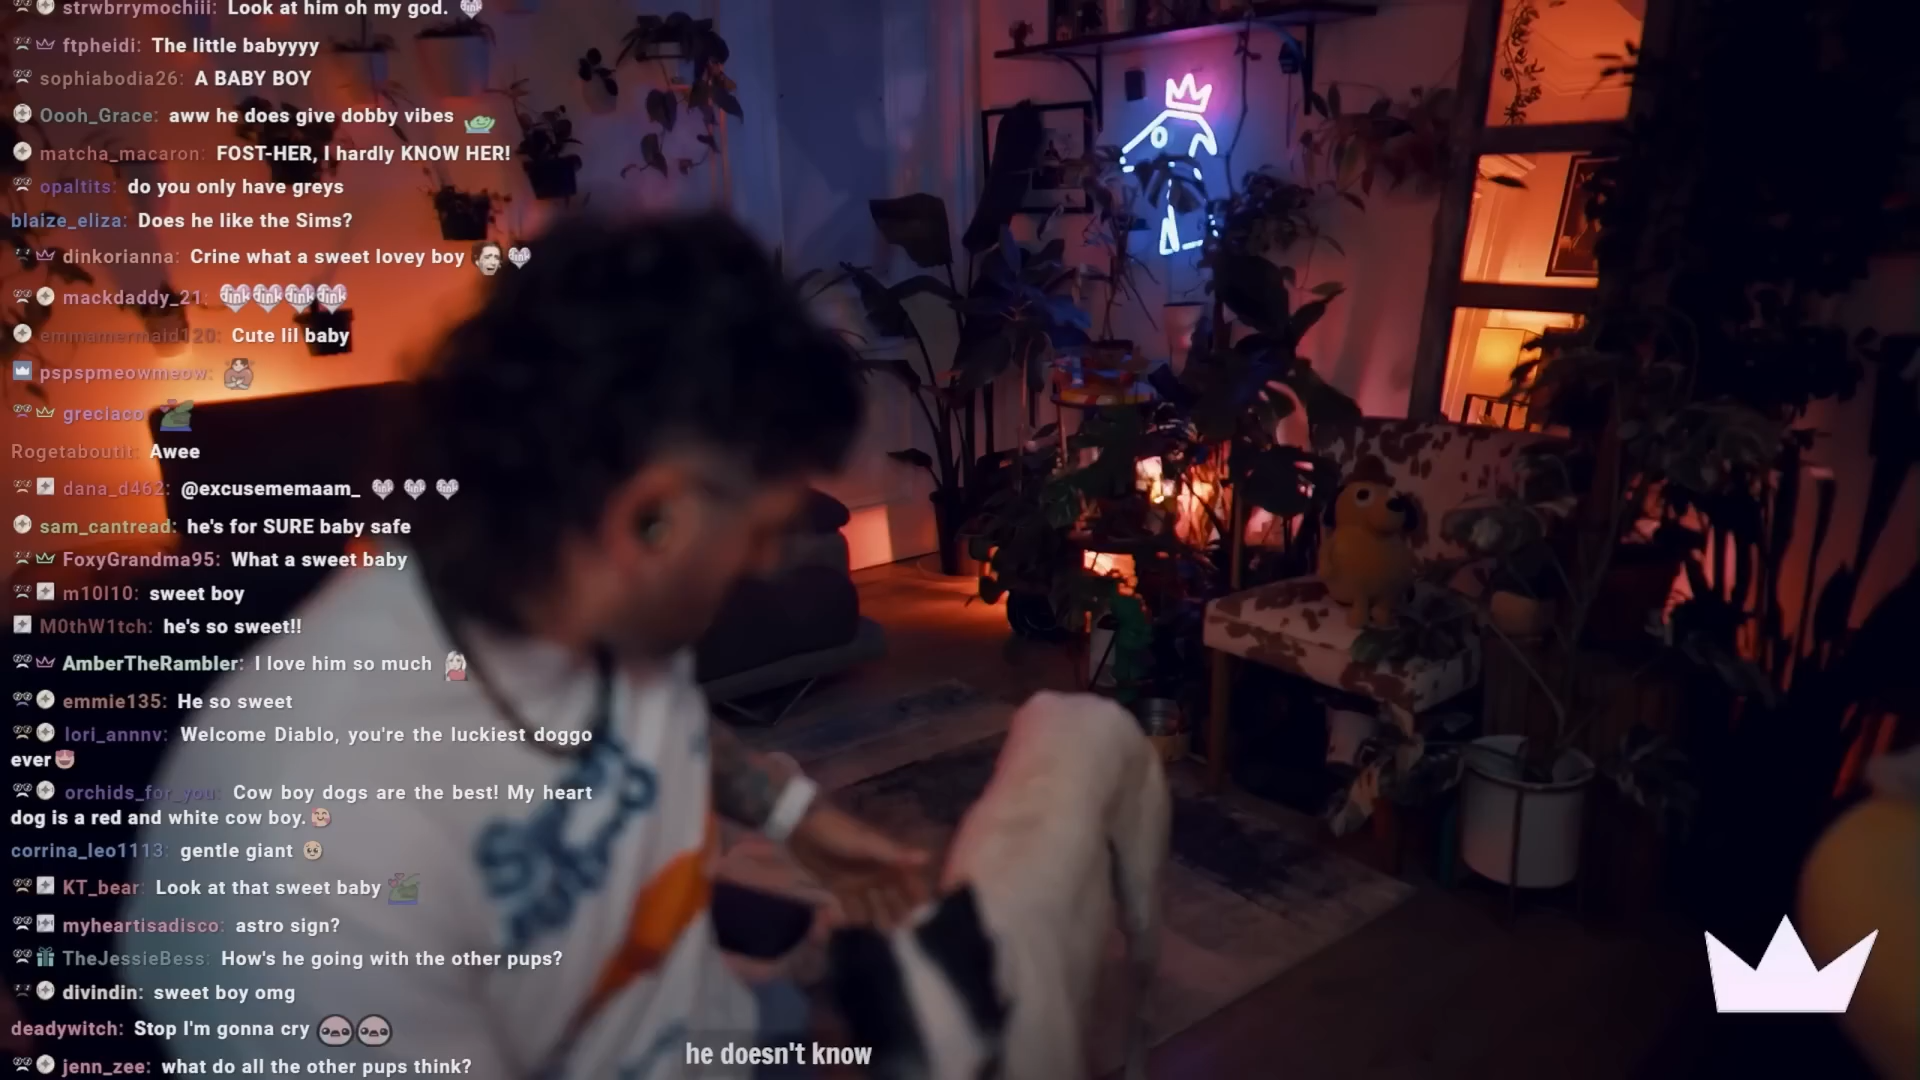 strwbrrymochiii: Look at him oh my god.
ftpheidi: The little babyyyy
sophiabodia26: A BABY BOY
Oooh_Grace: aww he does give dobby vibes
matcha_macaron: FOST-HER, I hardly KNOW HER!
opaltits: do you only have greys
blaize_eliza: Does he like the Sims?
dinkorianna: Crine what a sweet lovey boy
mackdaddy_21: dink dink dink dink
emmamermaid120: Cute lil baby
pspspmeowmeow:
greclaco
Rogetaboutit: Awee
dana_d462: @excusememaam_
sam_cantread: he's for SURE baby safe
FoxyGrandma95: What a sweet baby
m10l10: sweet boy
M0thW1tch: he's so sweet!!
AmberTheRambler: I love him so much
emmie135: He so sweet
lori_annnv: Welcome Diablo, you're the luckiest doggo
ever
orchids_for_you: Cow boy dogs are the best! My heart
dog is a red and white cow boy.
corrina_leo1113: gentle giant
KT_bear: Look at that sweet baby
myheartisadisco: astro sign?
TheJessieBess: How's he going with the other pups?
divindin: sweet boy omg
deadywitch: Stop I'm gonna cry
jenn_zee: what do all the other pups think?
he doesn't know